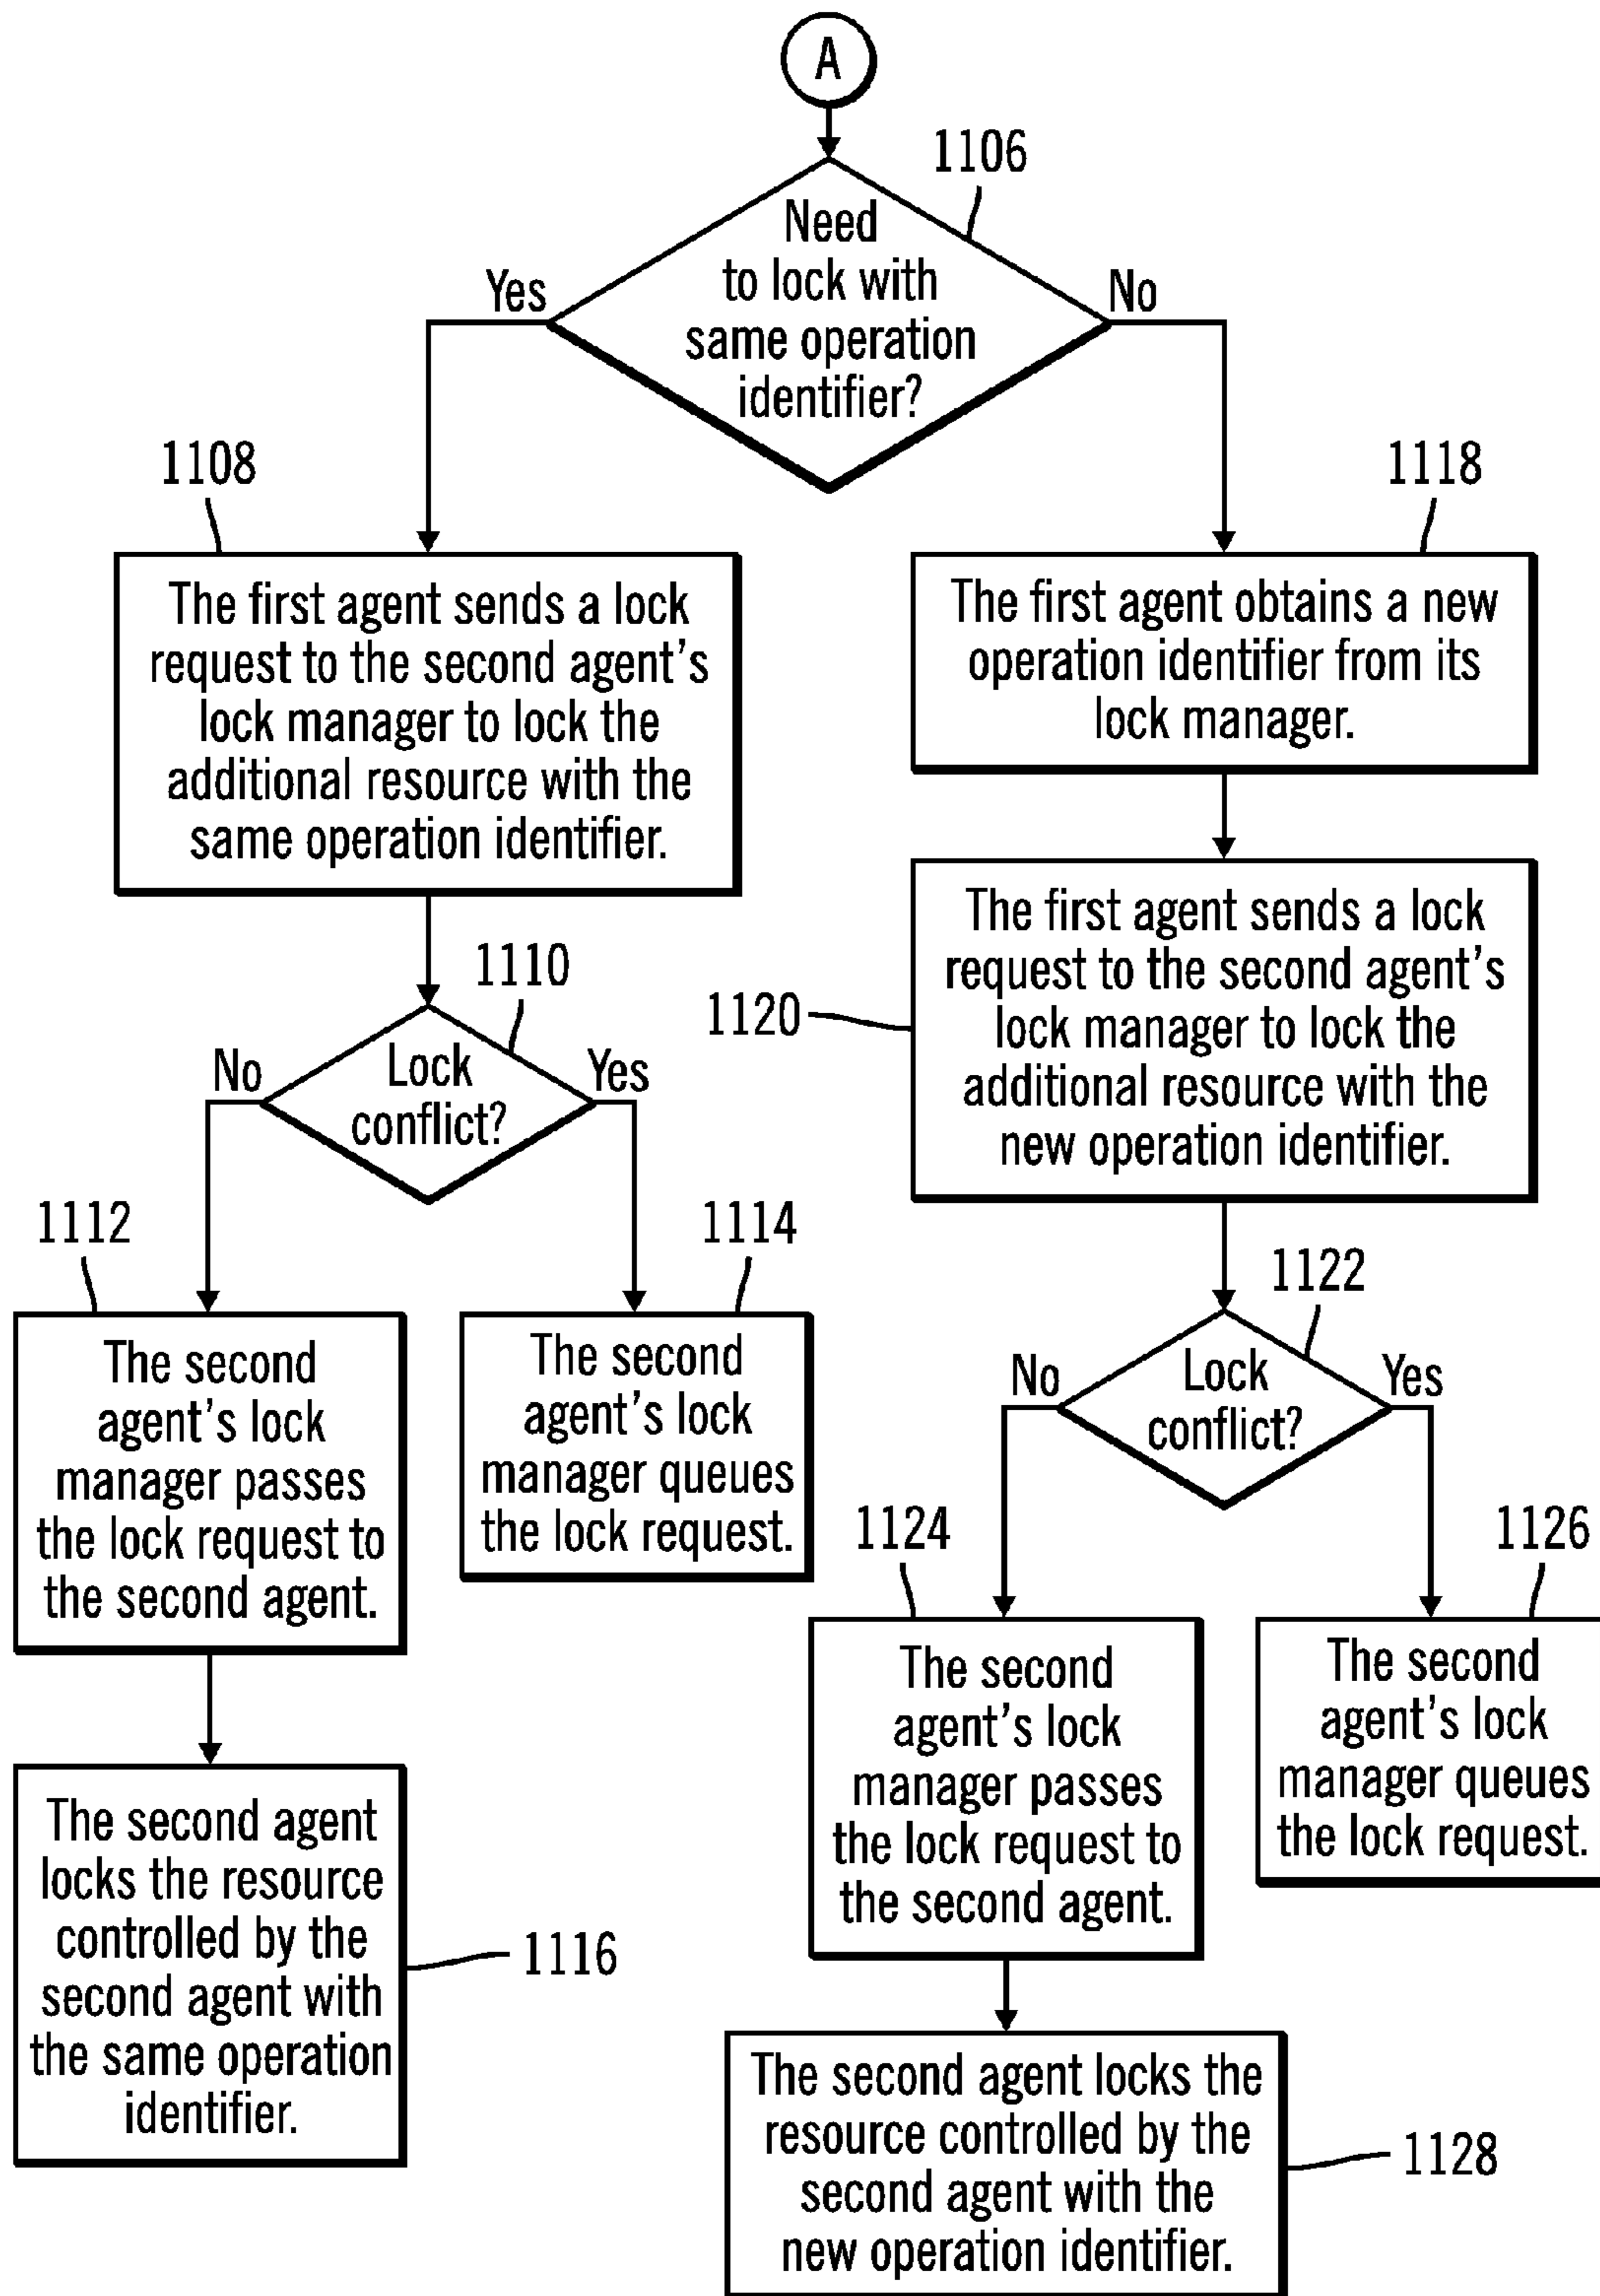 A
1106
Need
to lock with
same operation
identifier?
Yes
No
1108
The first agent sends a lock
request to the second agent's
lock manager to lock the
additional resource with the
same operation identifier.
1118
The first agent obtains a new
operation identifier from its
lock manager.
1120
The first agent sends a lock
request to the second agent's
lock manager to lock the
additional resource with the
new operation identifier.
1110
Lock
conflict?
No
Yes
1112
The second
agent's lock
manager passes
the lock request to
the second agent.
1114
The second
agent's lock
manager queues
the lock request.
1116
The second agent
locks the resource
controlled by the
second agent with
the same operation
identifier.
1122
Lock
conflict?
No
Yes
1124
The second
agent's lock
manager passes
the lock request to
the second agent.
1126
The second
agent's lock
manager queues
the lock request.
1128
The second agent locks the
resource controlled by the
second agent with the
new operation identifier.